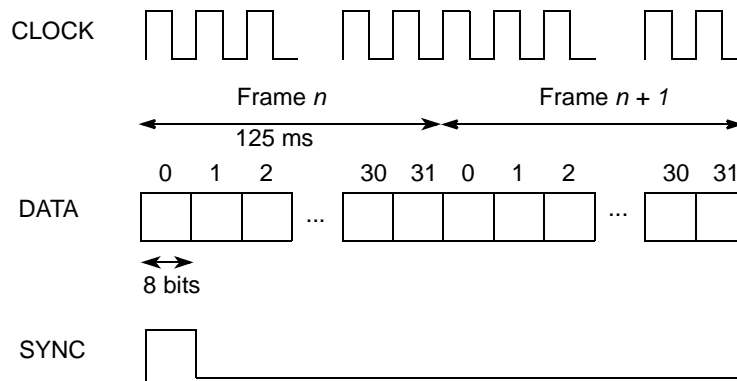 CLOCK
Frame n Frame n + 1
125 ms
0 1 2 30 31 0 1 2 30 31
DATA ... ...
8 bits
SYNC